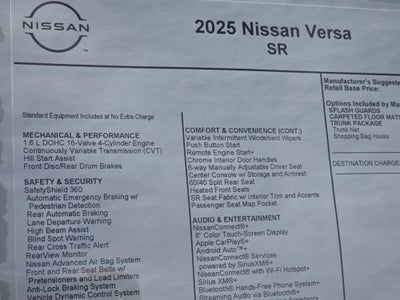 NISSAN
2025 Nissan Versa
SR
Standard Equipment Included at No Extra Charge
MECHANICAL & PERFORMANCE
1.6 L DOHC 16-Valve 4-Cylinder Engine
Continuously Variable Transmission (CVT)
Hill Start Assist
Front Disc/Rear Drum Brakes
SAFETY & SECURITY
SafetyShield 360
Automatic Emergency Braking w/
Pedestrian Detection
Rear Automatic Braking
Lane Departure Warning
High Beam Assist
Blind Spot Warning
Rear Cross Traffic Alert
RearView Monitor
Nissan Advanced Air Bag System
Front and Rear Seat Belts w/
Pretensioners and Load Limiters
Anti-Lock Braking System
Vehicle Dynamic Control System
COMFORT & CONVENIENCE (CONT.)
Variable Intermittent Windshield Wipers
Push Button Start
Remote Engine Start+
Chrome Interior Door Handles
6-way Manually Adjustable Driver Seat
Center Console w/ Storage and Armrest
60/40 Split Rear Seat
Heated Front Seats
SR Seat Fabric w/ Interior Trim and Accents
Passenger Seat Map Pocket
AUDIO & ENTERTAINMENT
NissanConnect®+
8" Color Touch-Screen Display
Apple CarPlay®+
Android Auto™+
NissanConnect® Services
powered by SiriusXM®+
NissanConnect® with Wi-Fi Hotspot+
Sirius XM®+
Bluetooth® Hands-Free Phone System+
Streaming Audio via Bluetooth®+
Manufacturer's Suggested
Retail Base Price:
Options Included by Ma
SPLASH GUARDS
CARPETED FLOOR MAT
TRUNK PACKAGE
Trunk Net
Shopping Bag Hooks
DESTINATION CHARGES